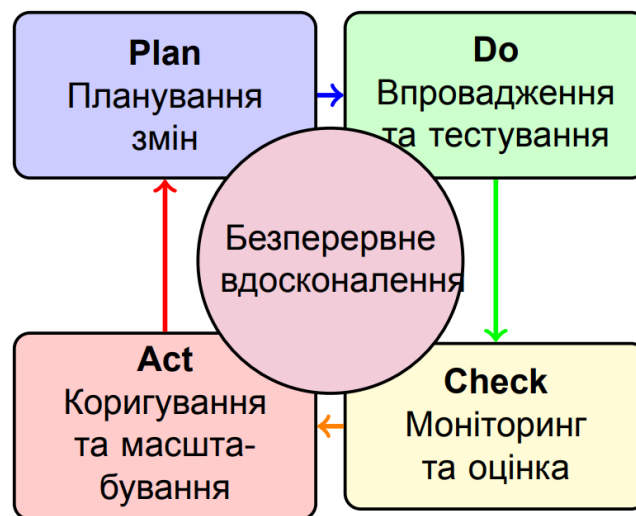 Plan
Планування
змін
Do
Впровадження
та тестування
Безперервне
вдосконалення
Act
Коригування
та масшта-
бування
Check
Моніторинг
та оцінка